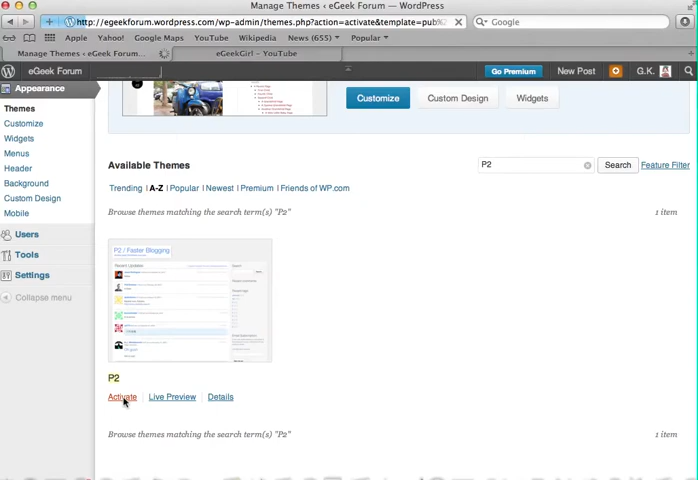 Manage Themes ‹ eGeek Forum — WordPress
http://egeekforum.wordpress.com/wp-admin/themes.php?action=activate&template=pub%
Google
Apple Yahoo! Google Maps YouTube Wikipedia News (655) Popular
Manage Themes ‹ eGeek Forum... eGeekGirl – YouTube
eGeek Forum Go Premium New Post G.K.
Appearance
Themes
Customize
Widgets
Menus
Header
Background
Custom Design
Mobile
Users
Tools
Settings
Collapse menu
Customize Custom Design Widgets
Available Themes
P2 Search Feature Filter
Trending | A-Z | Popular | Newest | Premium | Friends of WP.com
Browse themes matching the search term(s) "P2" 1 item
P2 / Faster Blogging
Recent Updates
P2
Activate | Live Preview | Details
Browse themes matching the search term(s) "P2" 1 item